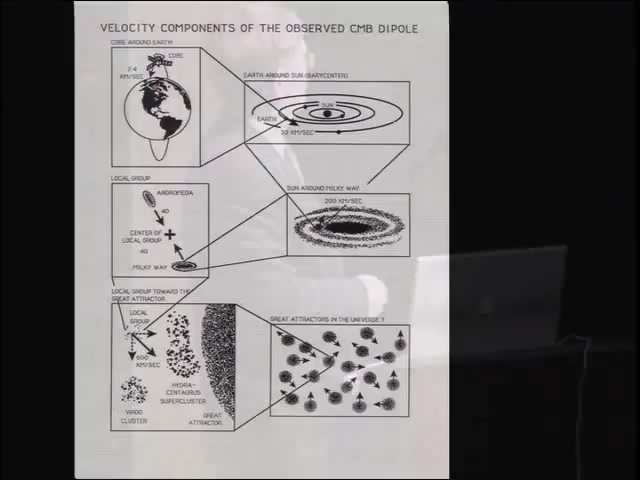 VELOCITY COMPONENTS OF THE OBSERVED CMB DIPOLE
COBE AROUND EARTH
COBE
7.4
KM/SEC
EARTH AROUND SUN (BARYCENTER)
SUN
EARTH
30 KM/SEC
LOCAL GROUP
ANDROMEDA
40
CENTER OF
LOCAL GROUP
40
MILKY WAY
SUN AROUND MILKY WAY
200 KM/SEC
LOCAL GROUP TOWARD THE
GREAT ATTRACTOR
LOCAL
GROUP
600
KM/SEC
HYDRA-
CENTAURUS
SUPERCLUSTER
VIRGO
CLUSTER
GREAT
ATTRACTOR
GREAT ATTRACTORS IN THE UNIVERSE ?